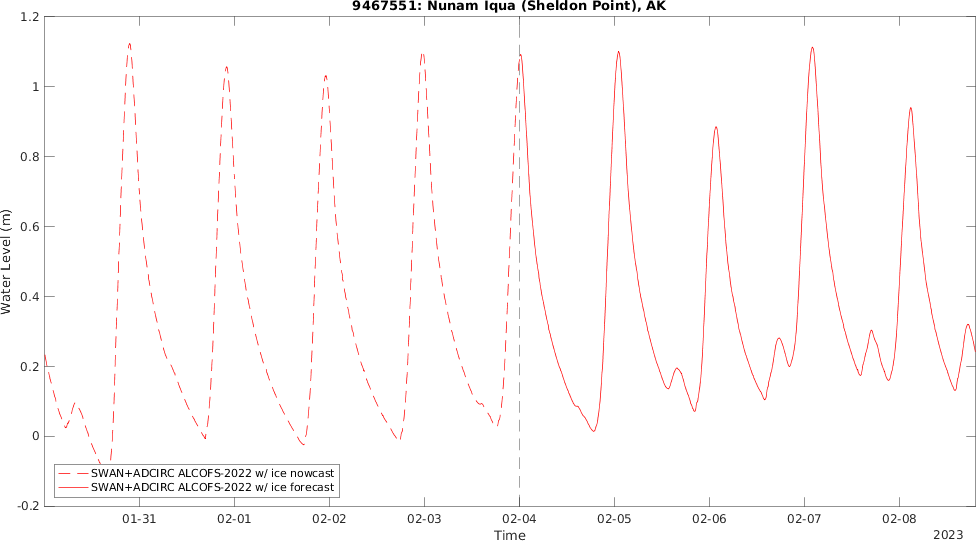 9467551: Nunam Iqua (Sheldon Point), AK
1.2
1
0.8
0.6
0.4
0.2
0
-0.2
Water Level (m)
SWAN+ADCIRC ALCOFS-2022 w/ ice nowcast
SWAN+ADCIRC ALCOFS-2022 w/ ice forecast
01-31 02-01 02-02 02-03 02-04 02-05 02-06 02-07 02-08
Time
2023